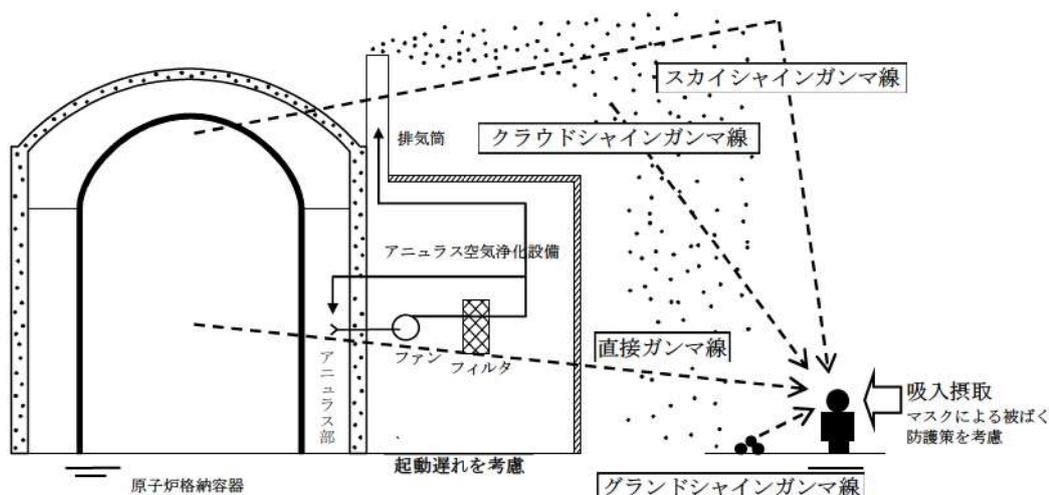 スカイシャインガンマ線
クラウドシャインガンマ線
排気筒
アニュラス空気浄化設備
直接ガンマ線
ファン
フィルタ
アニュラス部
吸入摂取
マスクによる被ばく
防護策を考慮
起動遅れを考慮
原子炉格納容器
グランドシャインガンマ線